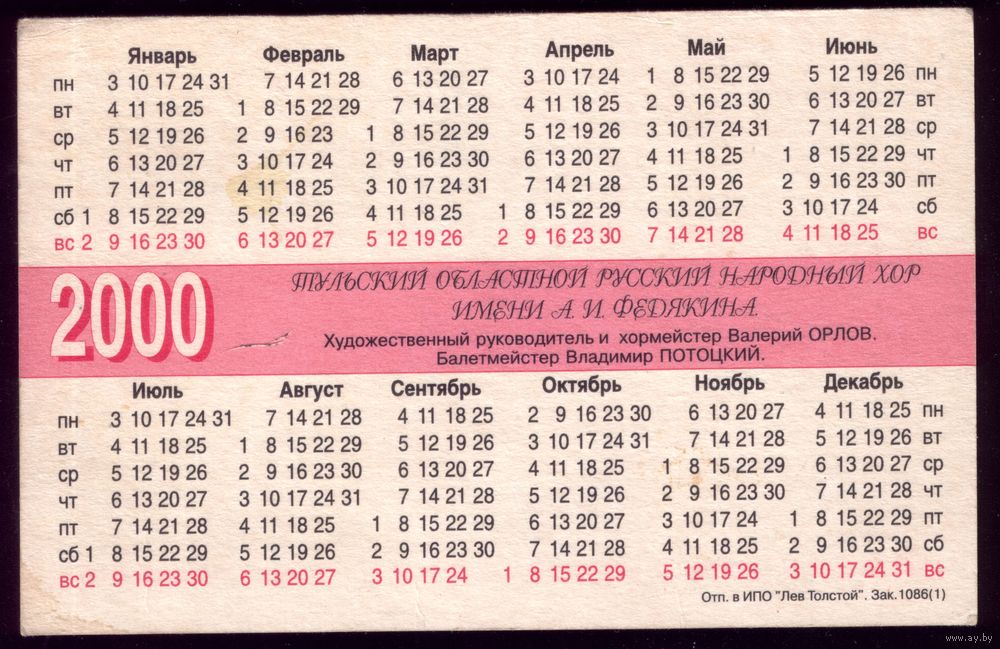 Январь Февраль Март Апрель Май Июнь
пн 3 10 17 24 31 7 14 21 28 6 13 20 27 3 10 17 24 1 8 15 22 29 5 12 19 26 пн
вт 4 11 18 25 1 8 15 22 29 7 14 21 28 4 11 18 25 2 9 16 23 30 6 13 20 27 вт
ср 5 12 19 26 2 9 16 23 1 8 15 22 29 5 12 19 26 3 10 17 24 31 7 14 21 28 ср
чт 6 13 20 27 3 10 17 24 2 9 16 23 30 6 13 20 27 4 11 18 25 1 8 15 22 29 чт
пт 7 14 21 28 4 11 18 25 3 10 17 24 31 7 14 21 28 5 12 19 26 2 9 16 23 30 пт
сб 1 8 15 22 29 5 12 19 26 4 11 18 25 1 8 15 22 29 6 13 20 27 3 10 17 24 сб
вс 2 9 16 23 30 6 13 20 27 5 12 19 26 2 9 16 23 30 7 14 21 28 4 11 18 25 вс
2000
ТУЛЬСКИЙ ОБЛАСТНОЙ РУССКИЙ НАРОДНЫЙ ХОР
ИМЕНИ А. И. ФЕДЯКИНА.
Художественный руководитель и хормейстер Валерий ОРЛОВ.
Балетмейстер Владимир ПОТОЦКИЙ.
Июль Август Сентябрь Октябрь Ноябрь Декабрь
пн 3 10 17 24 31 7 14 21 28 4 11 18 25 2 9 16 23 30 6 13 20 27 4 11 18 25 пн
вт 4 11 18 25 1 8 15 22 29 5 12 19 26 3 10 17 24 31 7 14 21 28 5 12 19 26 вт
ср 5 12 19 26 2 9 16 23 30 6 13 20 27 4 11 18 25 1 8 15 22 29 6 13 20 27 ср
чт 6 13 20 27 3 10 17 24 31 7 14 21 28 5 12 19 26 2 9 16 23 30 7 14 21 28 чт
пт 7 14 21 28 4 11 18 25 1 8 15 22 29 6 13 20 27 3 10 17 24 1 8 15 22 29 пт
сб 1 8 15 22 29 5 12 19 26 2 9 16 23 30 7 14 21 28 4 11 18 25 2 9 16 23 30 сб
вс 2 9 16 23 30 6 13 20 27 3 10 17 24 1 8 15 22 29 5 12 19 26 3 10 17 24 31 вс
Отп. в ИПО "Лев Толстой". Зак.1086(1)
www.ay.by